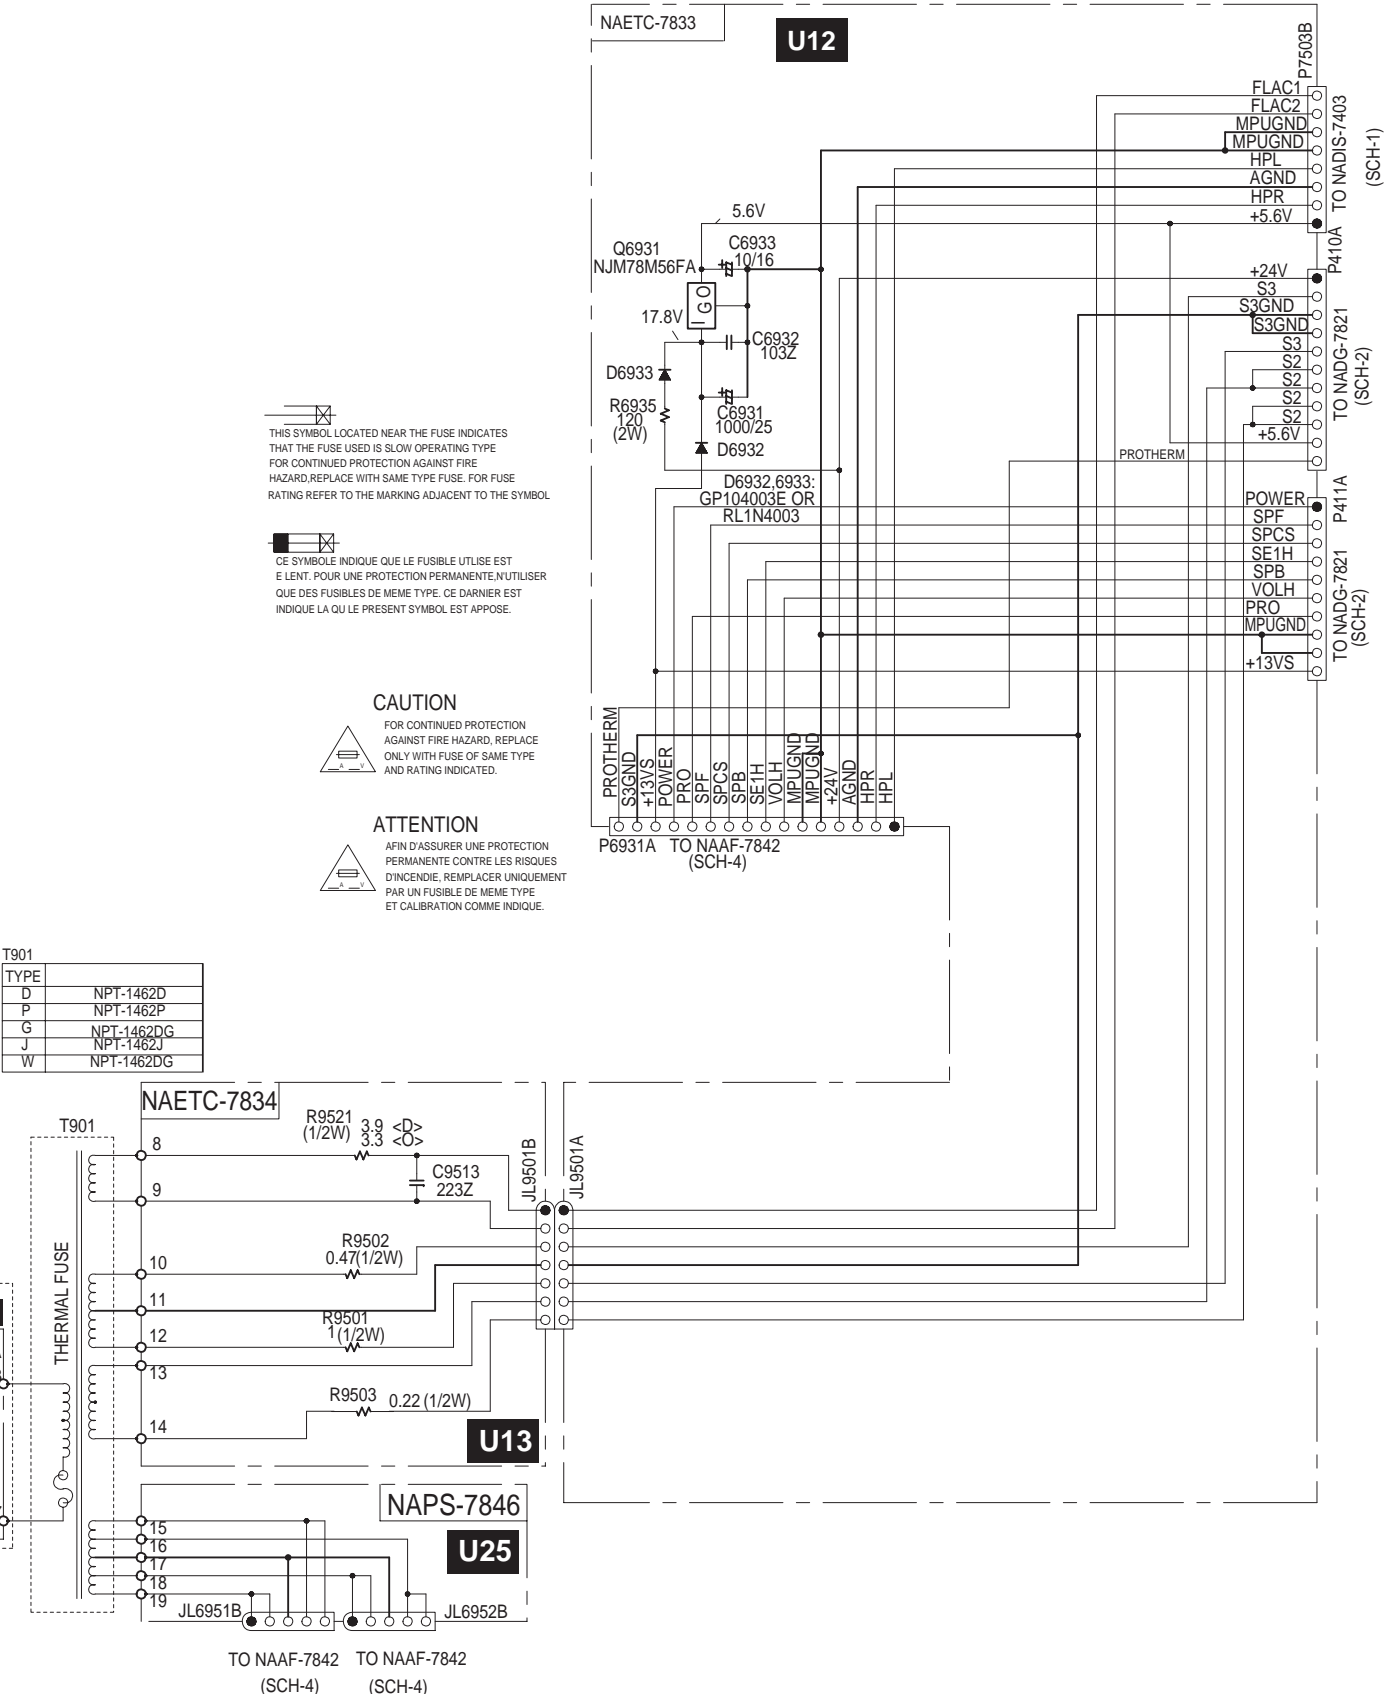 NAETC-7833
U12
P7503B
FLAC1
FLAC2
MPUGND
MPUGND
HPL
AGND
HPR
+5.6V
TO NADIS-7403
(SCH-1)
5.6V
Q6931
NJM78M56FA
C6933
10/16
I G O
17.8V
C6932
103Z
D6933
R6935
120
(2W)
C6931
1000/25
D6932
D6932,6933:
GP104003E OR
RL1N4003
P410A
+24V
S3
S3GND
S3GND
S3
S2
S2
S2
S2
+5.6V
PROTHERM
TO NADG-7821
(SCH-2)
P411A
POWER
SPF
SPCS
SE1H
SPB
VOLH
PRO
MPUGND
+13VS
TO NADG-7821
(SCH-2)
THIS SYMBOL LOCATED NEAR THE FUSE INDICATES
THAT THE FUSE USED IS SLOW OPERATING TYPE
FOR CONTINUED PROTECTION AGAINST FIRE
HAZARD,REPLACE WITH SAME TYPE FUSE. FOR FUSE
RATING REFER TO THE MARKING ADJACENT TO THE SYMBOL
CE SYMBOLE INDIQUE QUE LE FUSIBLE UTLISE EST
E LENT. POUR UNE PROTECTION PERMANENTE,N'UTILISER
QUE DES FUSIBLES DE MEME TYPE. CE DARNIER EST
INDIQUE LA QU LE PRESENT SYMBOL EST APPOSE.
CAUTION
FOR CONTINUED PROTECTION
AGAINST FIRE HAZARD, REPLACE
ONLY WITH FUSE OF SAME TYPE
AND RATING INDICATED.
A V
ATTENTION
AFIN D'ASSURER UNE PROTECTION
PERMANENTE CONTRE LES RISQUES
D'INCENDIE, REMPLACER UNIQUEMENT
PAR UN FUSIBLE DE MEME TYPE
ET CALIBRATION COMME INDIQUE.
A V
PROTHERM
S3GND
+13VS
POWER
PRO
SPF
SPCS
SPB
SE1H
VOLH
MPUGND
MPUGND
+24V
AGND
HPR
HPL
P6931A TO NAAF-7842
(SCH-4)
T901
TYPE
D NPT-1462D
P NPT-1462P
G NPT-1462DG
J NPT-1462J
W NPT-1462DG
NAETC-7834
T901
THERMAL FUSE
8
9
10
11
12
13
14
R9521
(1/2W)
3.9 <D>
3.3 <O>
C9513
223Z
R9502
0.47(1/2W)
R9501
1(1/2W)
R9503 0.22 (1/2W)
JL9501B
JL9501A
U13
NAPS-7846
U25
15
16
17
18
19
JL6951B
JL6952B
TO NAAF-7842
(SCH-4)
TO NAAF-7842
(SCH-4)